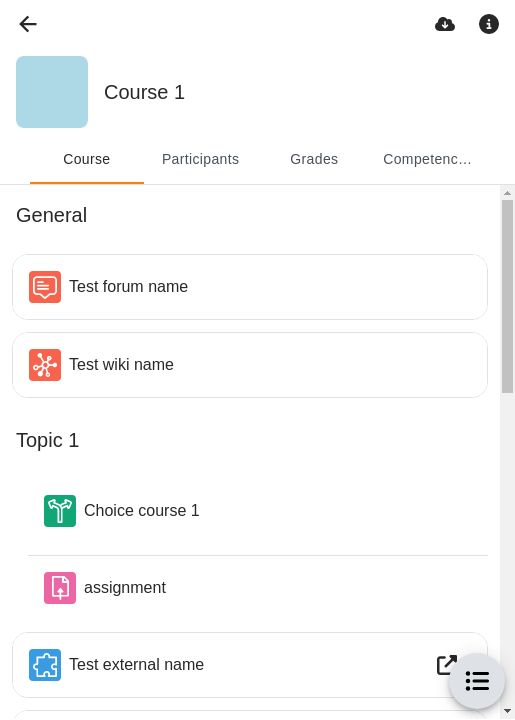 Course 1
Course
Participants
Grades
Competenc…
General
Test forum name
Test wiki name
Topic 1
Choice course 1
assignment
Test external name